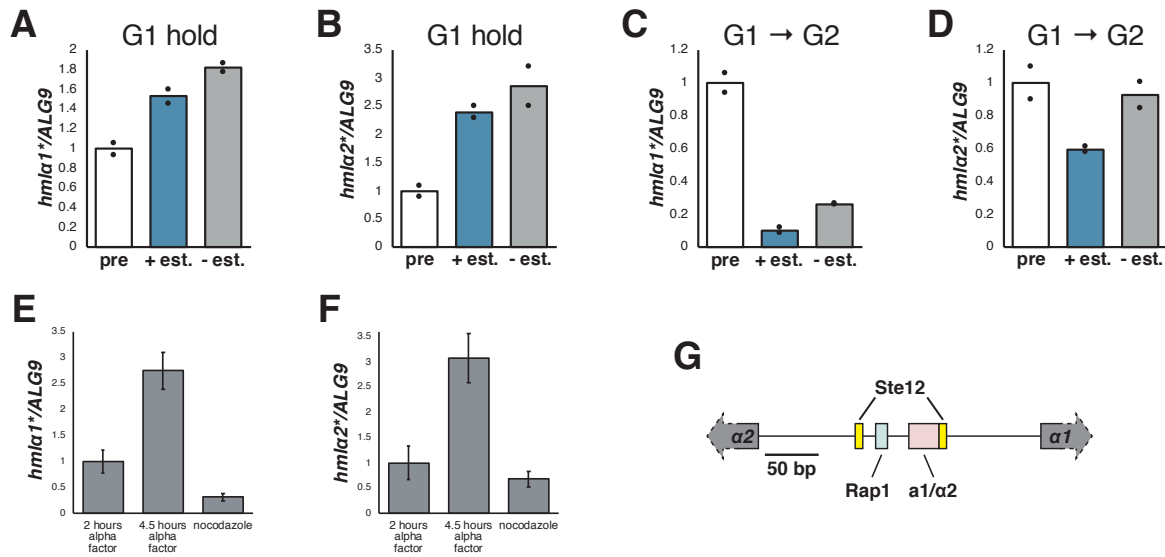 A
G1 hold
hmlα1*/ALG9
2
1.8
1.6
1.4
1.2
1
0.8
0.6
0.4
0.2
0
pre + est. - est.
B
G1 hold
hmlα2*/ALG9
3.5
3
2.5
2
1.5
1
0.5
0
pre + est. - est.
C
G1 → G2
hmlα1*/ALG9
1.2
1
0.8
0.6
0.4
0.2
0
pre + est. - est.
D
G1 → G2
hmlα2*/ALG9
1.2
1
0.8
0.6
0.4
0.2
0
pre + est. - est.
E
hmlα1*/ALG9
3.5
3
2.5
2
1.5
1
0.5
0
2 hours
alpha
factor
4.5 hours
alpha
factor
nocodazole
F
hmlα2*/ALG9
3.5
3
2.5
2
1.5
1
0.5
0
2 hours
alpha
factor
4.5 hours
alpha
factor
nocodazole
G
Ste12
α2
α1
50 bp
Rap1
a1/α2